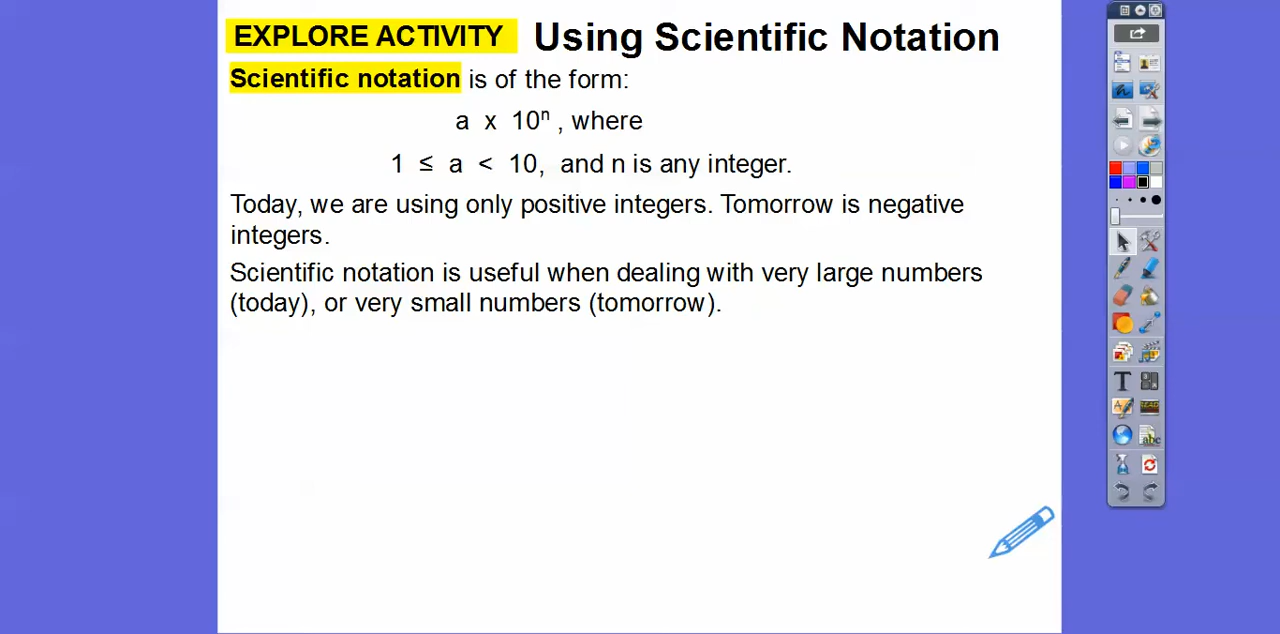 EXPLORE ACTIVITY Using Scientific Notation
Scientific notation is of the form:
a x 10ⁿ , where
1 ≤ a < 10, and n is any integer.
Today, we are using only positive integers. Tomorrow is negative
integers.
Scientific notation is useful when dealing with very large numbers
(today), or very small numbers (tomorrow).